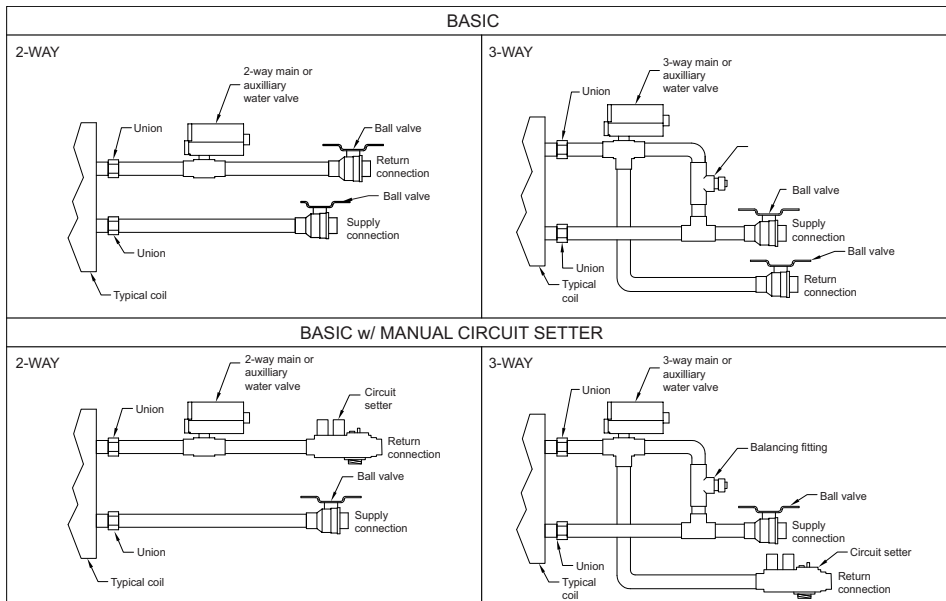 BASIC
2-WAY
2-way main or
auxilliary
water valve
Union
Ball valve
Return
connection
Ball valve
Supply
connection
Union
Typical coil
3-WAY
3-way main or
auxilliary
water valve
Union
Ball valve
Supply
connection
Ball valve
Union
Return
connection
Typical
coil
BASIC w/ MANUAL CIRCUIT SETTER
2-WAY
2-way main or
auxilliary
water valve
Circuit
setter
Union
Return
connection
Ball valve
Supply
connection
Union
Typical coil
3-WAY
3-way main or
auxilliary
water valve
Union
Balancing fitting
Ball valve
Supply
connection
Circuit setter
Union
Return
connection
Typical
coil